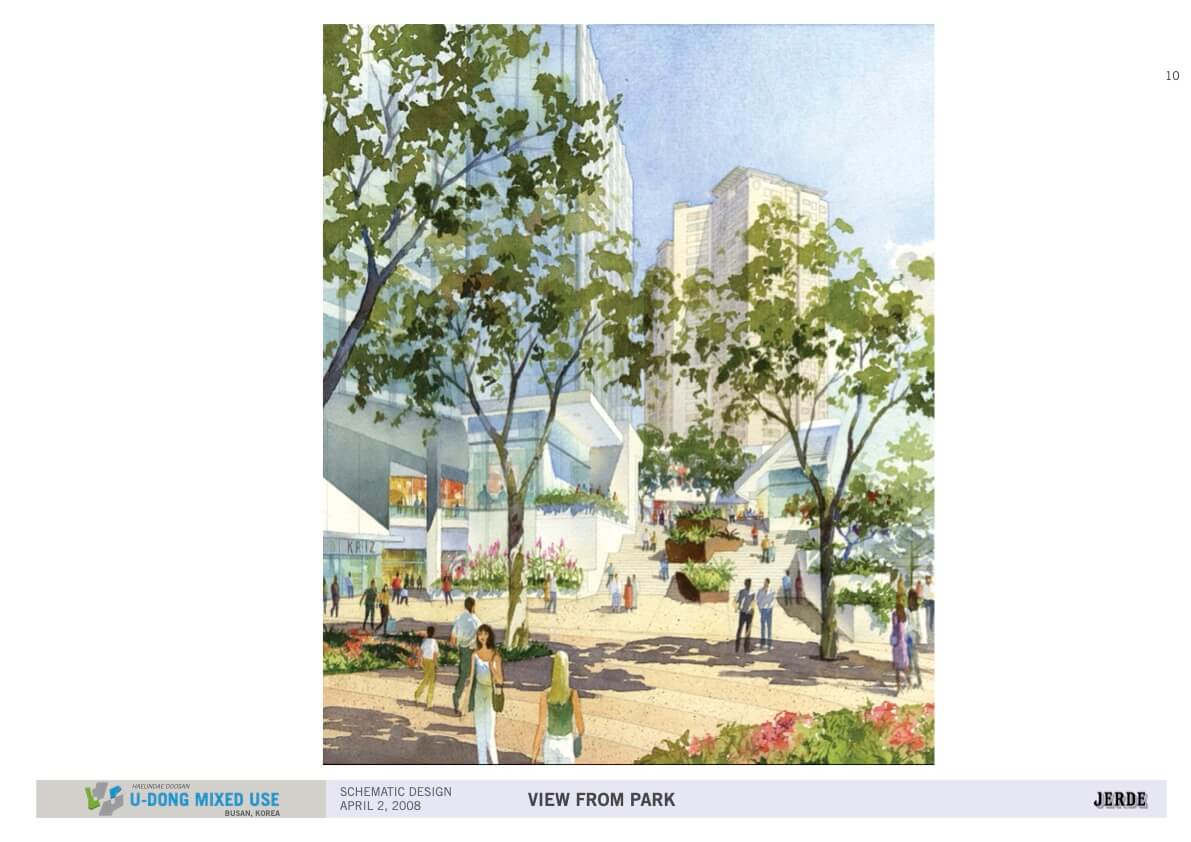 10
KRIZ
HAEUNDAE DOOSAN
U-DONG MIXED USE
BUSAN, KOREA
SCHEMATIC DESIGN
APRIL 2, 2008
VIEW FROM PARK
JERDE